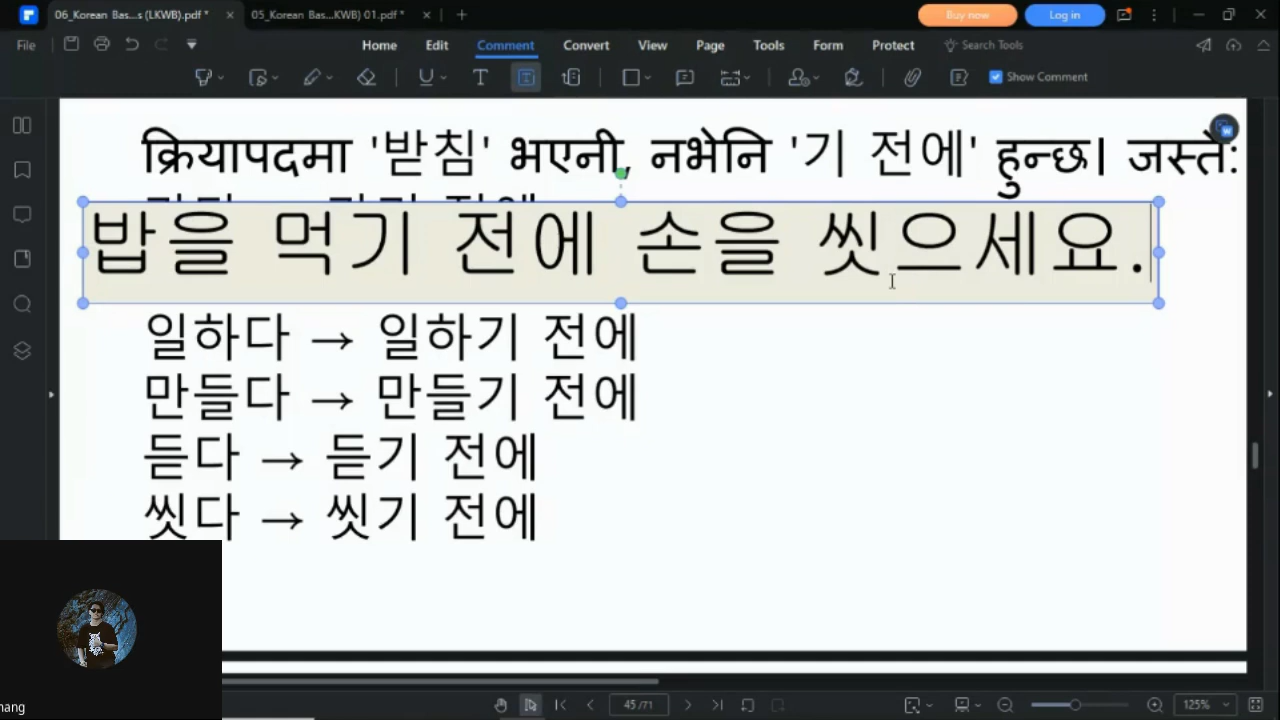 06_Korean Bas...s (LKWB).pdf *
05_Korean Bas...KWB) 01.pdf *
Buy now
Log in
File
Home
Edit
Comment
Convert
View
Page
Tools
Form
Protect
Search Tools
Show Comment
क्रियापदमा '받침' भएनी, नभेनि '기 전에' हुन्छ। जस्ते:
밥을 먹기 전에 손을 씻으세요.
일하다 → 일하기 전에
만들다 → 만들기 전에
듣다 → 듣기 전에
씻다 → 씻기 전에
45 /71
125%